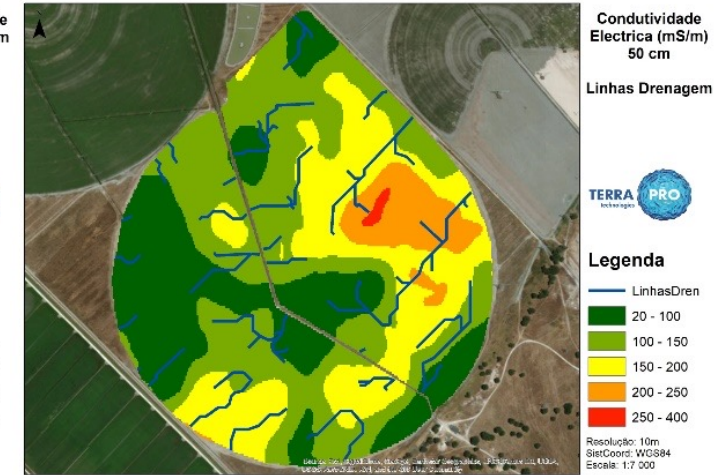 e
m
Condutividade
Electrica (mS/m)
50 cm
Linhas Drenagem
TERRA PRO
technologies
Legenda
LinhasDren
20 - 100
100 - 150
150 - 200
200 - 250
250 - 400
Resolução: 10m
SistCoord: WGS84
Escala: 1:7 000